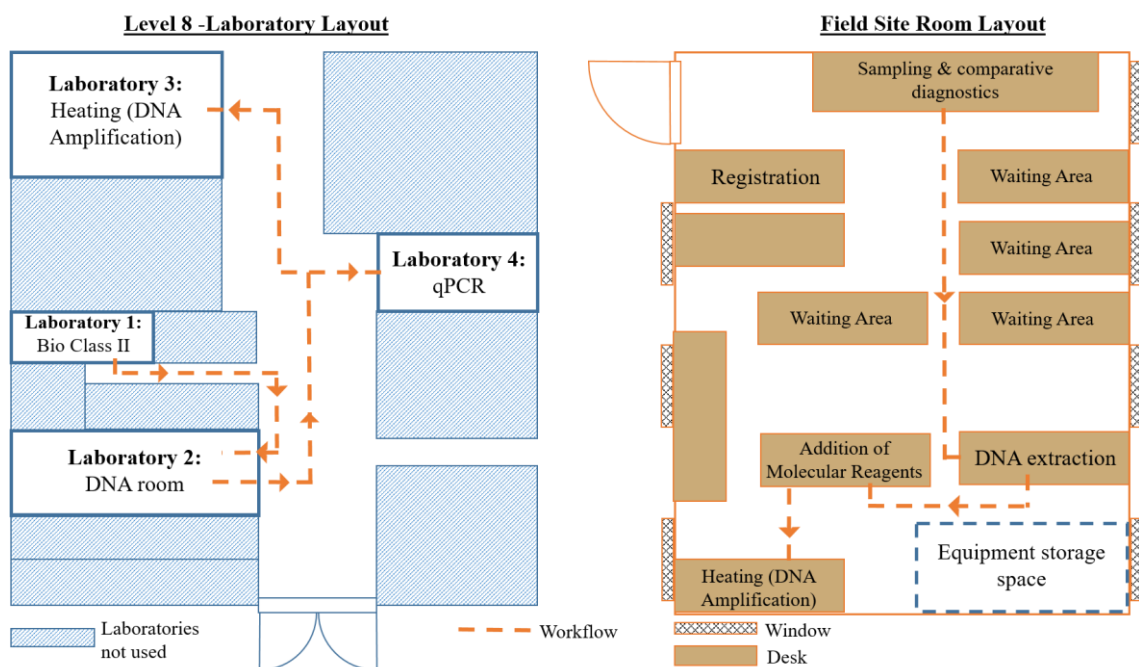 Level 8 -Laboratory Layout
Laboratory 3:
Heating (DNA
Amplification)
Laboratory 4:
qPCR
Laboratory 1:
Bio Class II
Laboratory 2:
DNA room
Laboratories
not used
Workflow
Field Site Room Layout
Sampling & comparative
diagnostics
Registration
Waiting Area
Waiting Area
Waiting Area
Waiting Area
Addition of
Molecular Reagents
DNA extraction
Heating (DNA
Amplification)
Equipment storage
space
Window
Desk